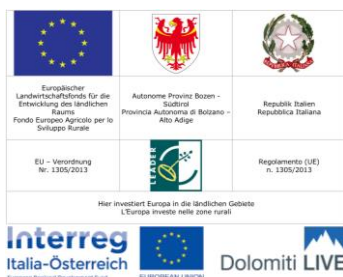 Europäischer
Landwirtschaftsfonds für die
Entwicklung des ländlichen
Raums
Fondo Europeo Agricolo per lo
Sviluppo Rurale
Autonome Provinz Bozen -
Südtirol
Provincia Autonoma di Bolzano -
Alto Adige
Republik Italien
Repubblica Italiana
EU – Verordnung
Nr. 1305/2013
LEADER
Regolamento (UE)
n. 1305/2013
Hier investiert Europa in die ländlichen Gebiete
L'Europa investe nelle zone rurali
Interreg
Italia-Österreich
EUROPEAN UNION
Dolomiti LIVE